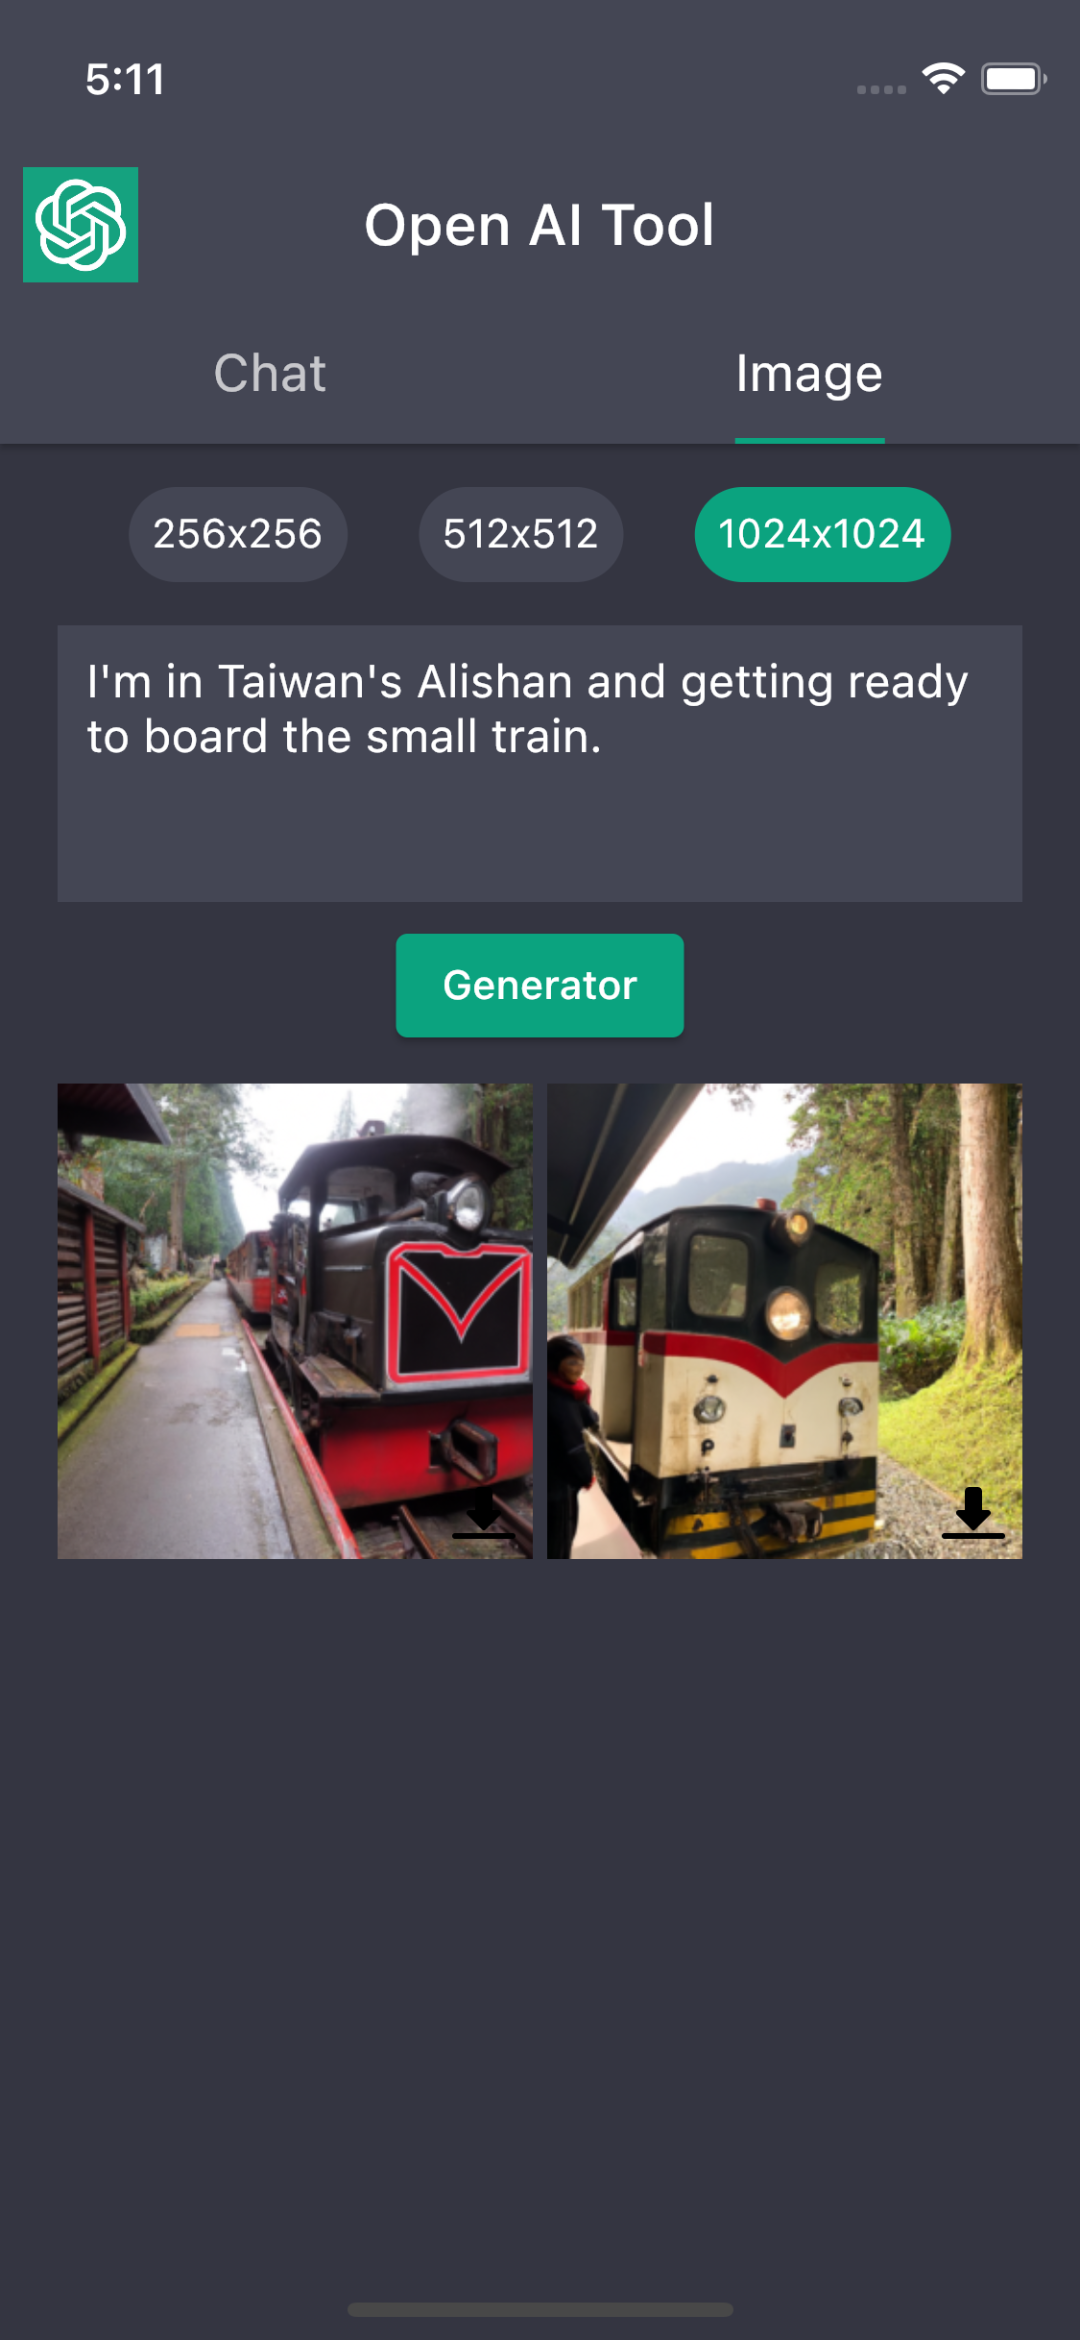 5:11
Open AI Tool
Chat
Image
256x256
512x512
1024x1024
I'm in Taiwan's Alishan and getting ready
to board the small train.
Generator